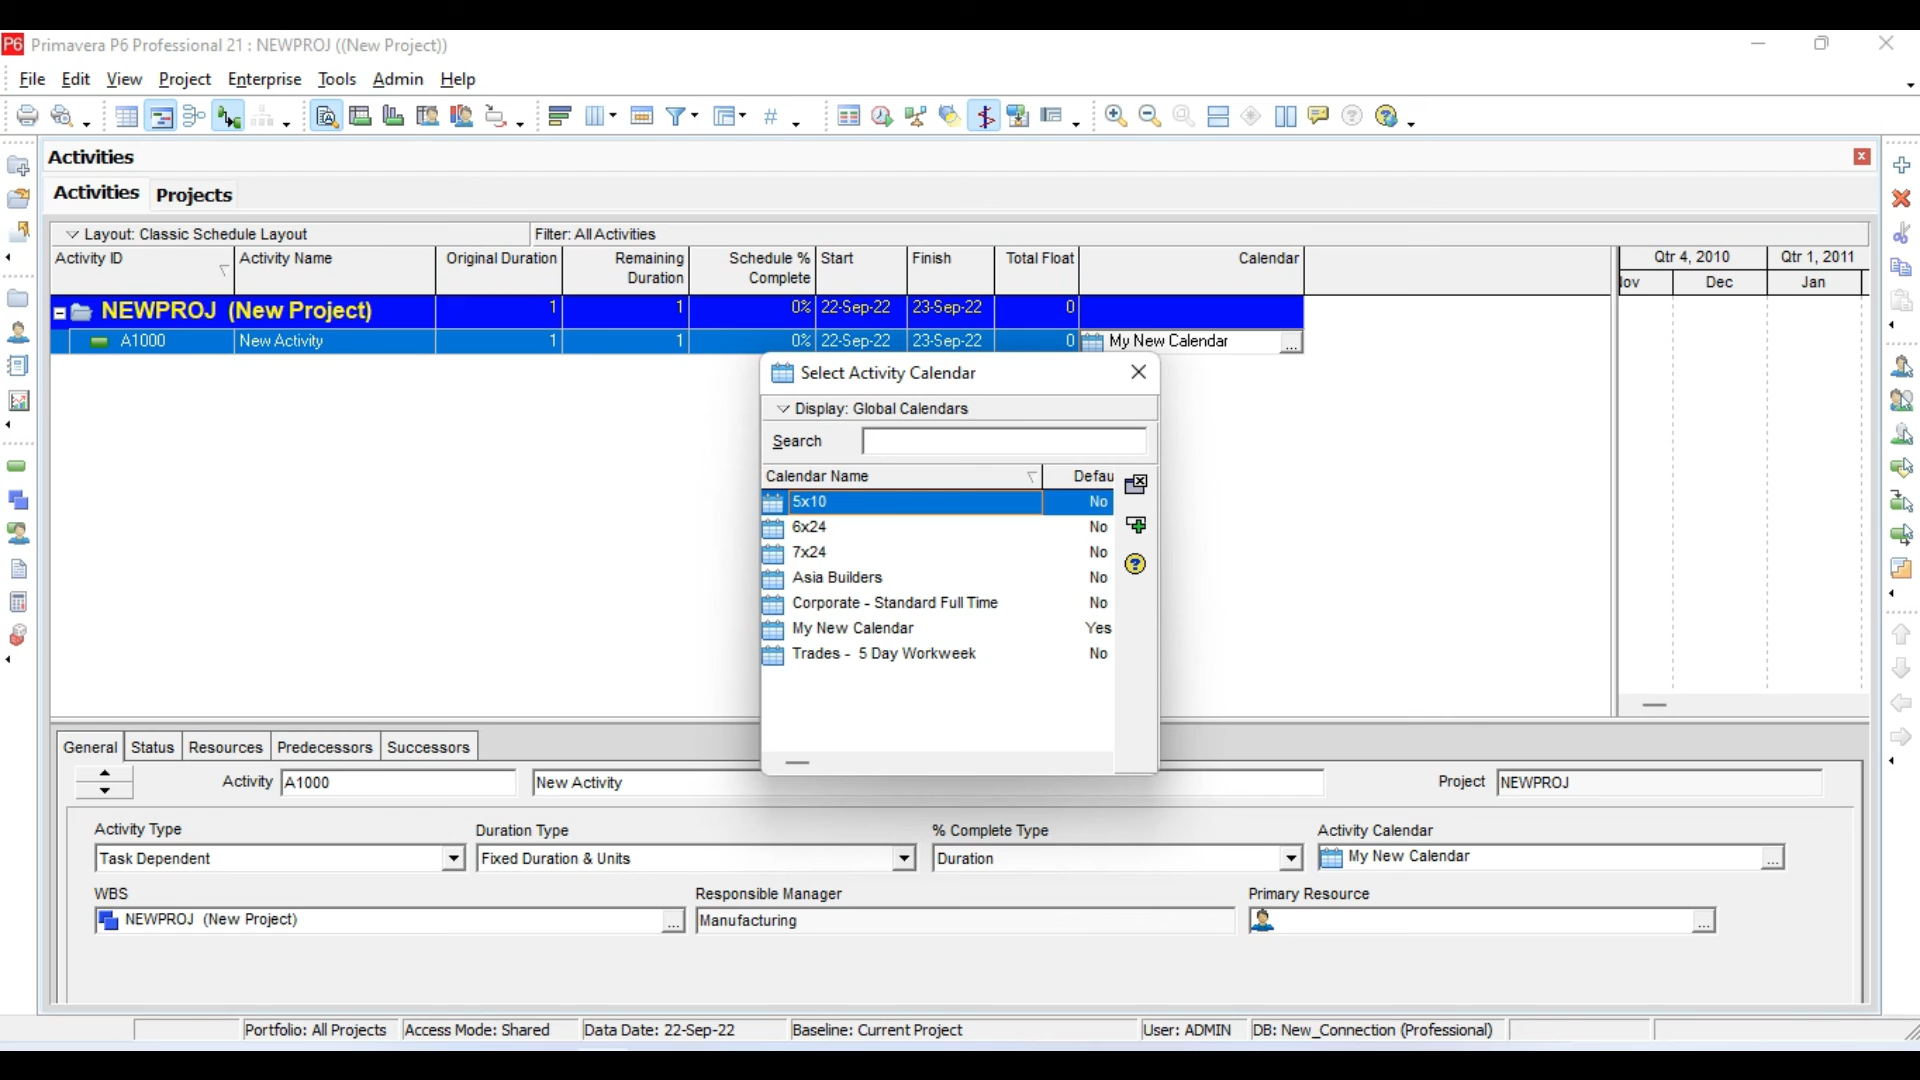 P6 Primavera P6 Professional 21 : NEWPROJ ((New Project))
File Edit View Project Enterprise Tools Admin Help
Activities
Activities Projects
Layout: Classic Schedule Layout Filter: All Activities
Activity ID Activity Name Original Duration Remaining Duration Schedule % Complete Start Finish Total Float Calendar Qtr 4, 2010 Qtr 1, 2011
Nov Dec Jan
NEWPROJ (New Project) 1 1 0% 22-Sep-22 23-Sep-22 0
A1000 New Activity 1 1 0% 22-Sep-22 23-Sep-22 0 My New Calendar ...
Select Activity Calendar
Display: Global Calendars
Search
Calendar Name Defau
5x10 No
6x24 No
7x24 No
Asia Builders No
Corporate - Standard Full Time No
My New Calendar Yes
Trades - 5 Day Workweek No
General Status Resources Predecessors Successors
Activity A1000 New Activity Project NEWPROJ
Activity Type Duration Type % Complete Type Activity Calendar
Task Dependent Fixed Duration & Units Duration My New Calendar ...
WBS Responsible Manager Primary Resource
NEWPROJ (New Project) ... Manufacturing ...
Portfolio: All Projects Access Mode: Shared Data Date: 22-Sep-22 Baseline: Current Project User: ADMIN DB: New_Connection (Professional)